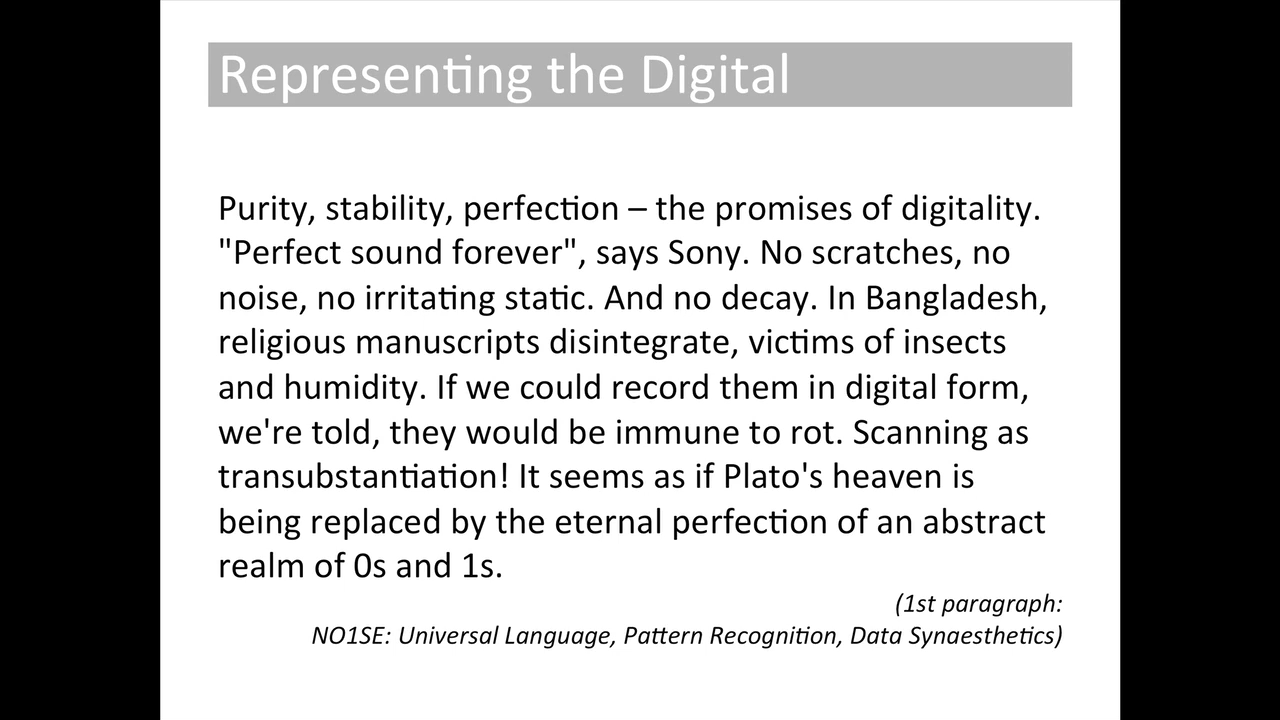 Representing the Digital
Purity, stability, perfection – the promises of digitality.
"Perfect sound forever", says Sony. No scratches, no
noise, no irritating static. And no decay. In Bangladesh,
religious manuscripts disintegrate, victims of insects
and humidity. If we could record them in digital form,
we're told, they would be immune to rot. Scanning as
transubstantiation! It seems as if Plato's heaven is
being replaced by the eternal perfection of an abstract
realm of 0s and 1s.
(1st paragraph:
NO1SE: Universal Language, Pattern Recognition, Data Synaesthetics)